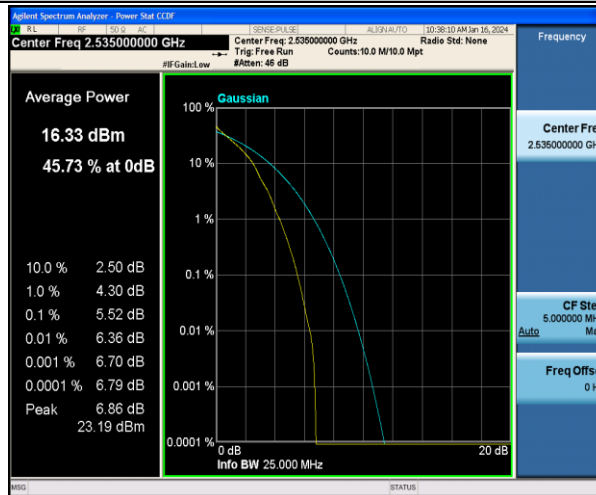 Agilent Spectrum Analyzer - Power Stat CCDF
RL RF 50 Ω AC SENSE:PULSE ALIGN AUTO 10:38:10 AM Jan 16, 2024
Center Freq 2.535000000 GHz
Center Freq: 2.535000000 GHz Radio Std: None
Trig: Free Run Counts:10.0 M/10.0 Mpt
#IFGain:Low #Atten: 46 dB
Frequency
Average Power
16.33 dBm
45.73 % at 0dB
10.0 % 2.50 dB
1.0 % 4.30 dB
0.1 % 5.52 dB
0.01 % 6.36 dB
0.001 % 6.70 dB
0.0001 % 6.79 dB
Peak 6.86 dB
23.19 dBm
Gaussian
100 %
10 %
1 %
0.1 %
0.01 %
0.001 %
0.0001 %
0 dB 20 dB
Info BW 25.000 MHz
Center Fre
2.535000000 GH
CF Ste
5.000000 MH
Auto Ma
Freq Offs
0 H
MSG STATUS